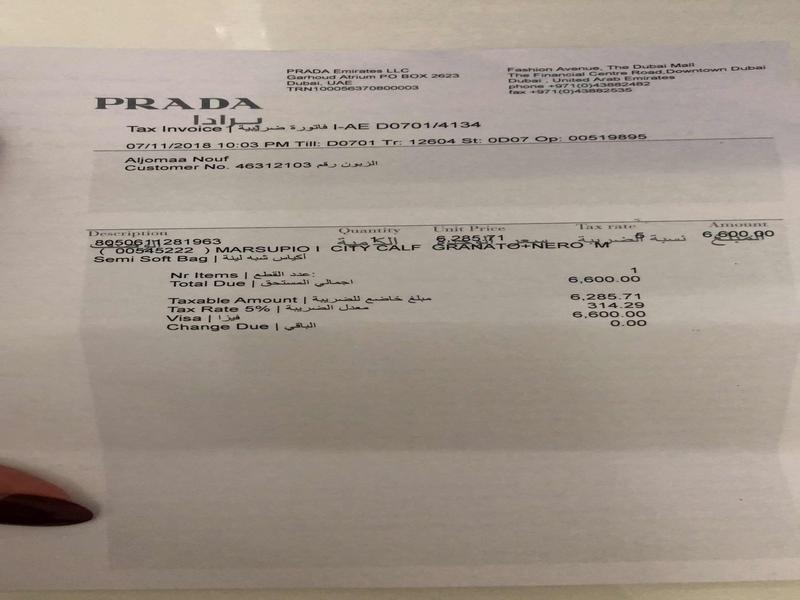 PRADA Emirates LLC
Garhoud Atrium PO BOX 2623
Dubai, UAE
TRN100056370800003
Fashion Avenue, The Dubai Mall
The Financial Centre Road,Downtown Dubai
Dubai , United Arab Emirates
phone +971(0)43882482
fax +971(0)43882535
PRADA
برادا
Tax Invoice | فاتورة ضريبية I-AE D0701/4134
07/11/2018 10:03 PM Till: D0701 Tr: 12604 St: 0D07 Op: 00519895
Aljomaa Nouf
Customer No. 46312103 الزبون رقم
Description Quantity Unit Price Tax rate Amount
8050611281963 1 6,285.71 5 6,600.00
الكمية سعر نسبة الضريبة المبلغ
( 00545222 ) MARSUPIO I CITY CALF GRANATO+NERO M
Semi Soft Bag | أكياس شبه لينة
Nr Items | عدد القطع: 1
Total Due | اجمالي المستحق 6,600.00
Taxable Amount | مبلغ خاضع للضريبة 6,285.71
Tax Rate 5% | معدل الضريبة 314.29
Visa | فيزا 6,600.00
Change Due | الباقي 0.00